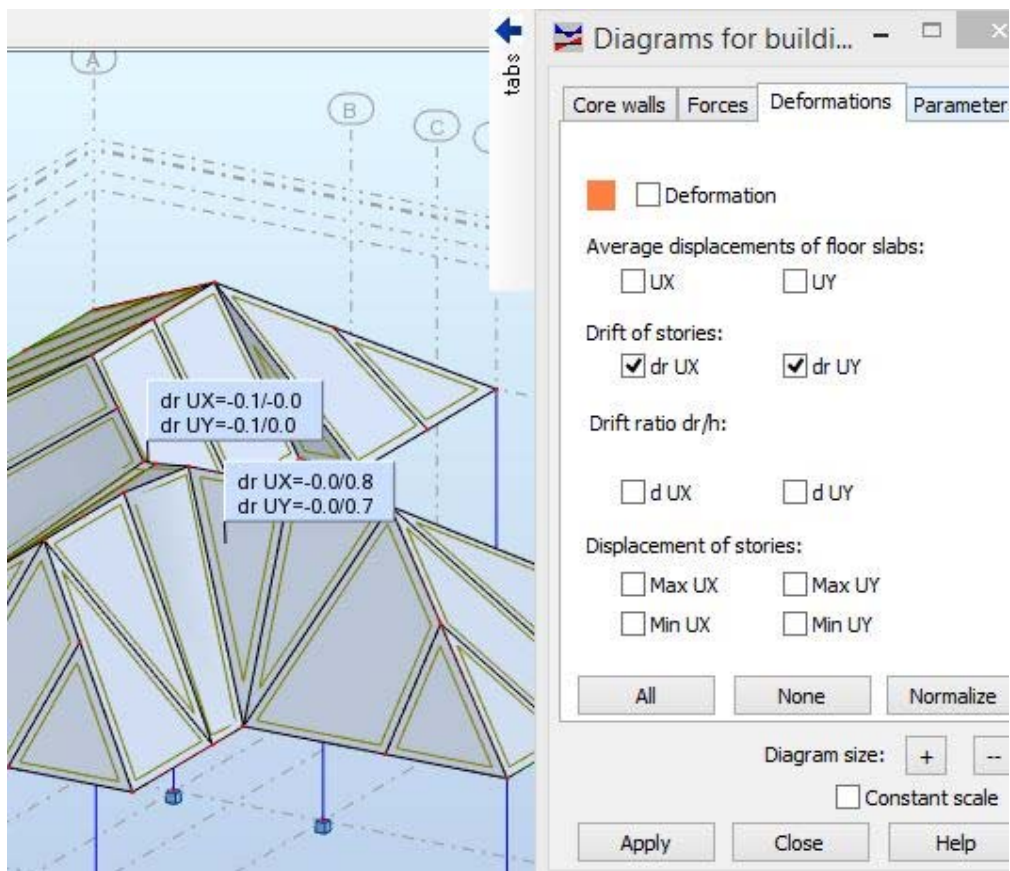 A
B
C
tabs
dr UX=-0.1/-0.0
dr UY=-0.1/0.0
dr UX=-0.0/0.8
dr UY=-0.0/0.7
Diagrams for buildi...
Core walls Forces Deformations Parameter
Deformation
Average displacements of floor slabs:
UX UY
Drift of stories:
dr UX dr UY
Drift ratio dr/h:
d UX d UY
Displacement of stories:
Max UX Max UY
Min UX Min UY
All None Normalize
Diagram size: + --
Constant scale
Apply Close Help